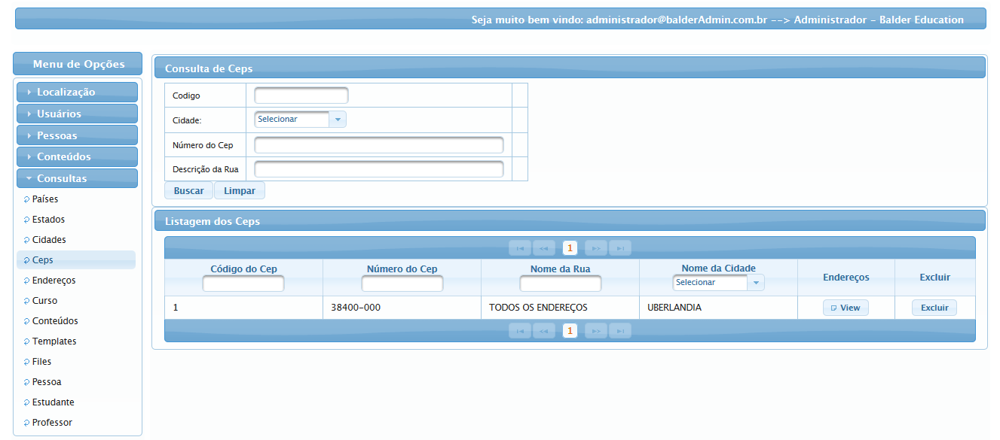 Seja muito bem vindo: administrador@balderAdmin.com.br --> Administrador - Balder Education
Menu de Opções
Localização
Usuários
Pessoas
Conteúdos
Consultas
Países
Estados
Cidades
Ceps
Endereços
Curso
Conteúdos
Templates
Files
Pessoa
Estudante
Professor
Consulta de Ceps
Codigo
Cidade: Selecionar
Número do Cep
Descrição da Rua
Buscar Limpar
Listagem dos Ceps
1
Código do Cep Número do Cep Nome da Rua Nome da Cidade Endereços Excluir
Selecionar
1 38400-000 TODOS OS ENDEREÇOS UBERLANDIA View Excluir
1